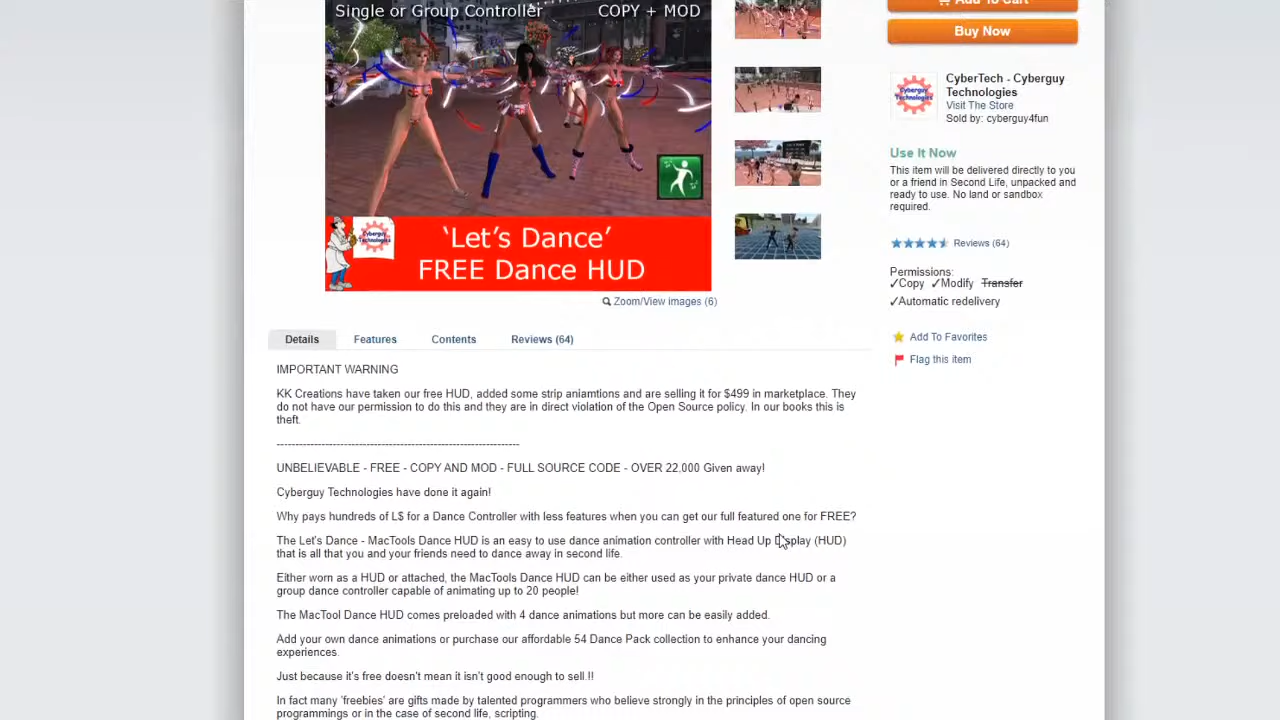 Single or Group Controller COPY + MOD
Buy Now
CyberTech - Cyberguy
Technologies
Visit The Store
Sold by: cyberguy4fun
Cyberguy
Technologies
Use It Now
This item will be delivered directly to you
or a friend in Second Life, unpacked and
ready to use. No land or sandbox
required.
Reviews (64)
Permissions:
✓Copy ✓Modify Transfer
✓Automatic redelivery
Add To Favorites
Flag this item
Cyberguy
Technologies
‘Let’s Dance’
FREE Dance HUD
Zoom/View images (6)
Details Features Contents Reviews (64)
IMPORTANT WARNING
KK Creations have taken our free HUD, added some strip aniamtions and are selling it for $499 in marketplace. They
do not have our permission to do this and they are in direct violation of the Open Source policy. In our books this is
theft.
-----------------------------------------------------------------
UNBELIEVABLE - FREE - COPY AND MOD - FULL SOURCE CODE - OVER 22,000 Given away!
Cyberguy Technologies have done it again!
Why pays hundreds of L$ for a Dance Controller with less features when you can get our full featured one for FREE?
The Let's Dance - MacTools Dance HUD is an easy to use dance animation controller with Head Up Display (HUD)
that is all that you and your friends need to dance away in second life.
Either worn as a HUD or attached, the MacTools Dance HUD can be either used as your private dance HUD or a
group dance controller capable of animating up to 20 people!
The MacTool Dance HUD comes preloaded with 4 dance animations but more can be easily added.
Add your own dance animations or purchase our affordable 54 Dance Pack collection to enhance your dancing
experiences.
Just because it's free doesn't mean it isn't good enough to sell.!!
In fact many 'freebies' are gifts made by talented programmers who believe strongly in the principles of open source
programmings or in the case of second life, scripting.